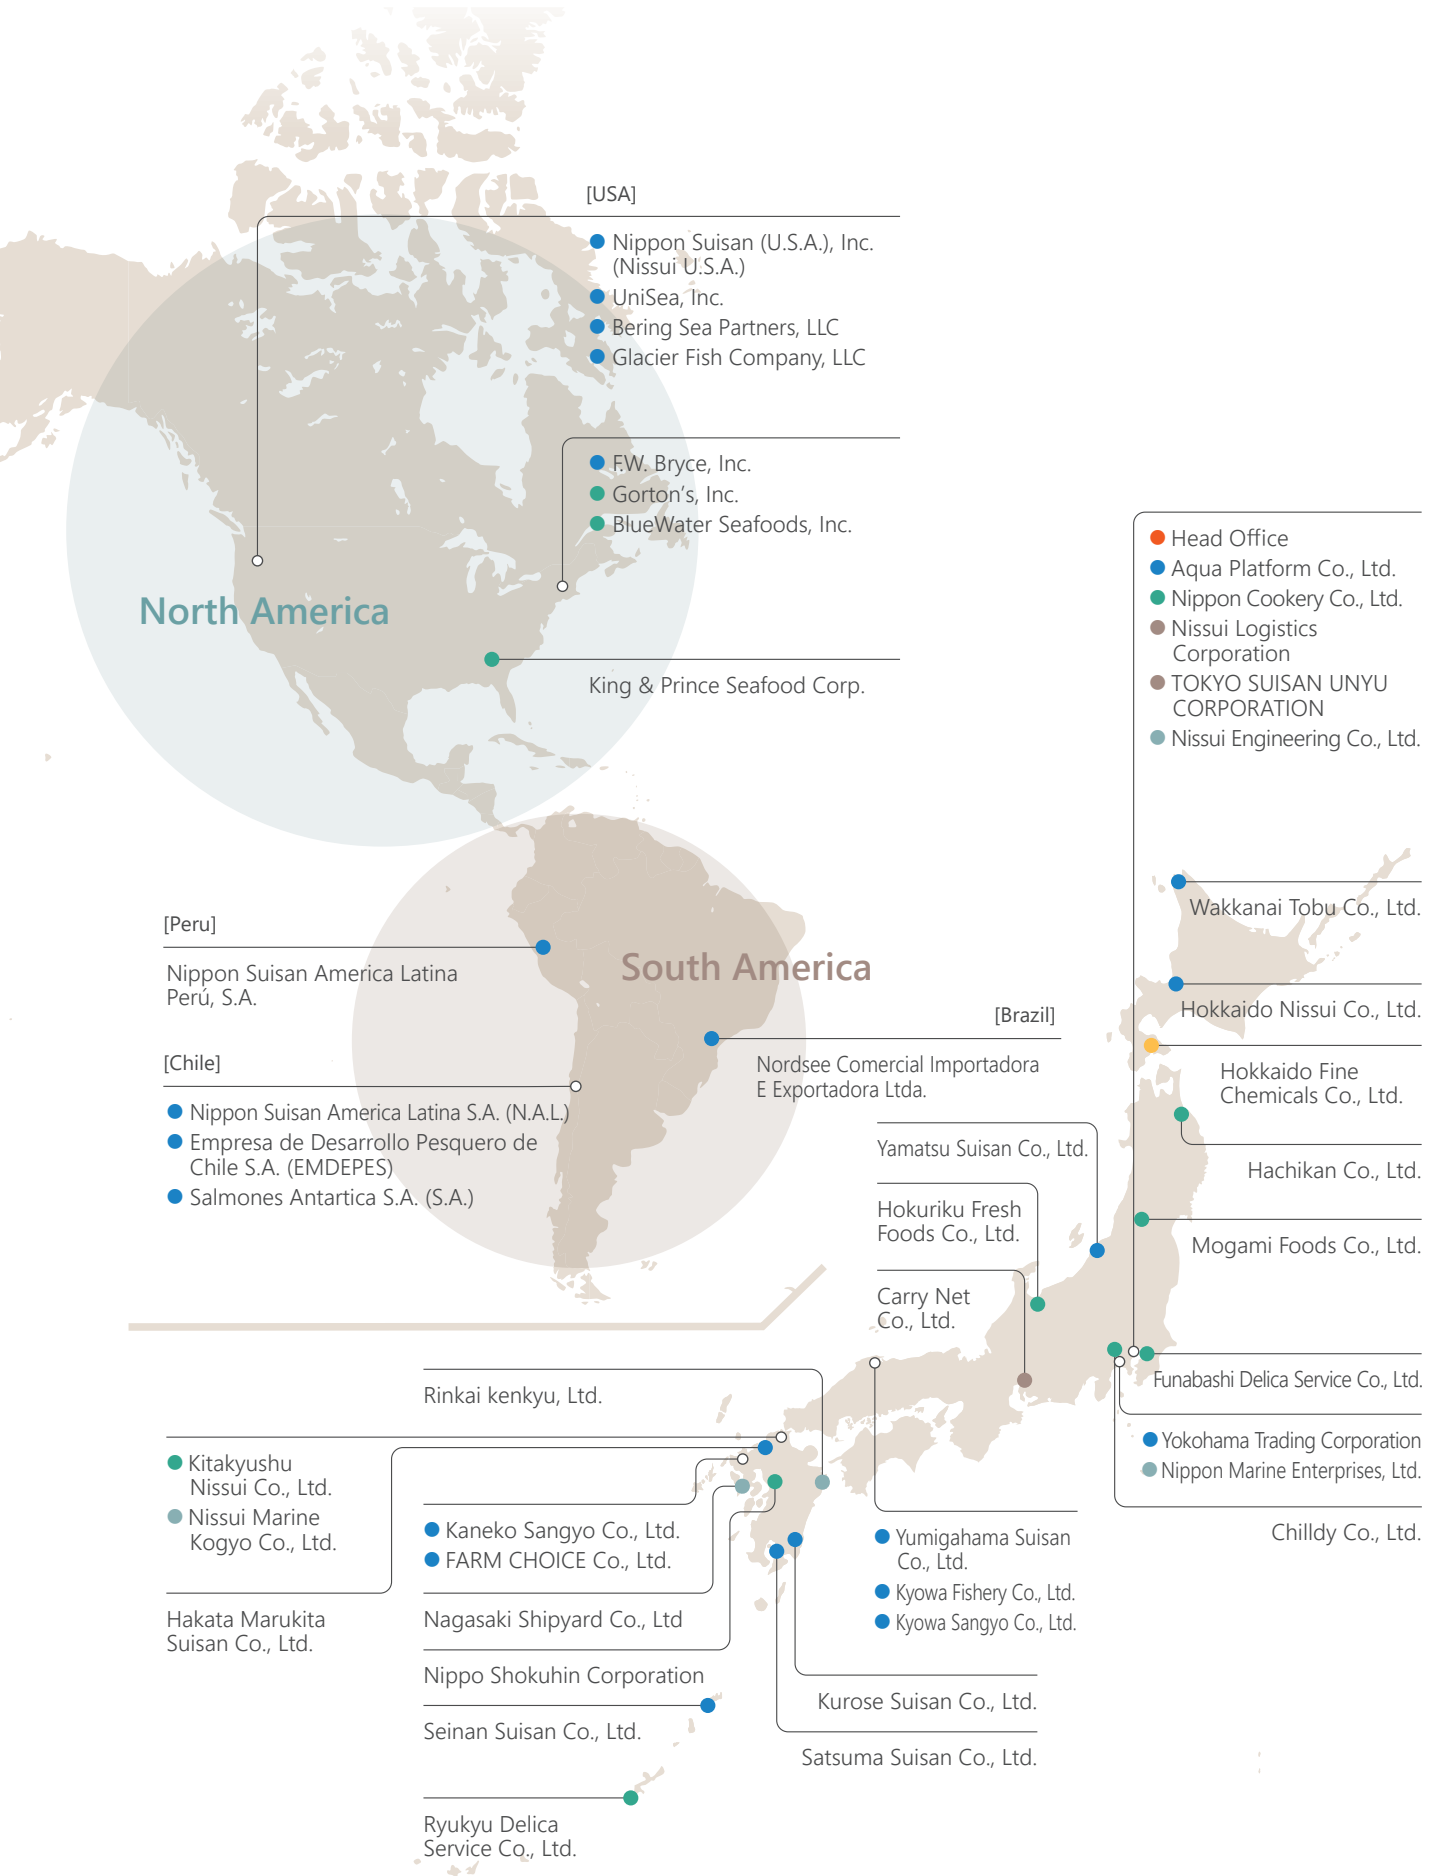 [USA]
Nippon Suisan (U.S.A.), Inc.
(Nissui U.S.A.)
UniSea, Inc.
Bering Sea Partners, LLC
Glacier Fish Company, LLC
F.W. Bryce, Inc.
Gorton's, Inc.
BlueWater Seafoods, Inc.
North America
King & Prince Seafood Corp.
Head Office
Aqua Platform Co., Ltd.
Nippon Cookery Co., Ltd.
Nissui Logistics
Corporation
TOKYO SUISAN UNYU
CORPORATION
Nissui Engineering Co., Ltd.
[Peru]
Nippon Suisan America Latina
Perú, S.A.
South America
[Brazil]
Nordsee Comercial Importadora
E Exportadora Ltda.
[Chile]
Nippon Suisan America Latina S.A. (N.A.L.)
Empresa de Desarrollo Pesquero de
Chile S.A. (EMDEPES)
Salmones Antartica S.A. (S.A.)
Wakkanai Tobu Co., Ltd.
Hokkaido Nissui Co., Ltd.
Hokkaido Fine
Chemicals Co., Ltd.
Hachikan Co., Ltd.
Mogami Foods Co., Ltd.
Yamatsu Suisan Co., Ltd.
Hokuriku Fresh
Foods Co., Ltd.
Carry Net
Co., Ltd.
Funabashi Delica Service Co., Ltd.
Yokohama Trading Corporation
Nippon Marine Enterprises, Ltd.
Chilldy Co., Ltd.
Rinkai kenkyu, Ltd.
Kitakyushu
Nissui Co., Ltd.
Nissui Marine
Kogyo Co., Ltd.
Hakata Marukita
Suisan Co., Ltd.
Kaneko Sangyo Co., Ltd.
FARM CHOICE Co., Ltd.
Nagasaki Shipyard Co., Ltd
Nippo Shokuhin Corporation
Seinan Suisan Co., Ltd.
Ryukyu Delica
Service Co., Ltd.
Yumigahama Suisan
Co., Ltd.
Kyowa Fishery Co., Ltd.
Kyowa Sangyo Co., Ltd.
Kurose Suisan Co., Ltd.
Satsuma Suisan Co., Ltd.